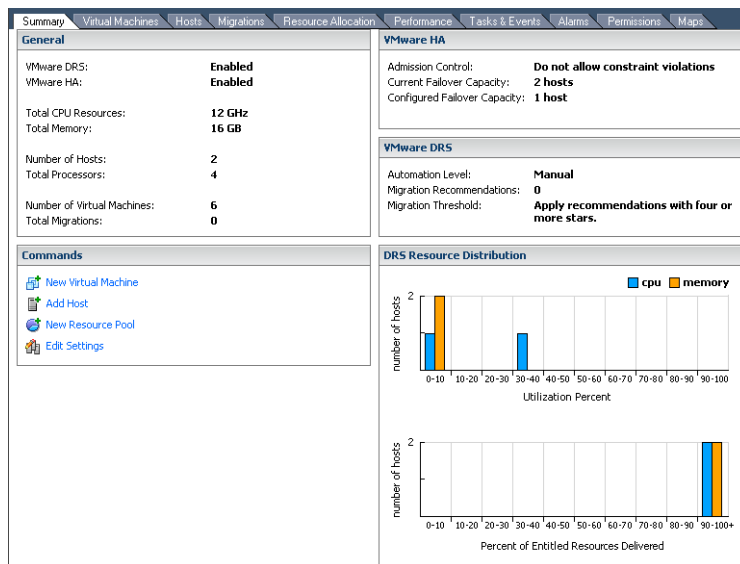 Summary Virtual Machines Hosts Migrations Resource Allocation Performance Tasks & Events Alarms Permissions Maps
General
VMware DRS: Enabled
VMware HA: Enabled
Total CPU Resources: 12 GHz
Total Memory: 16 GB
Number of Hosts: 2
Total Processors: 4
Number of Virtual Machines: 6
Total Migrations: 0
Commands
New Virtual Machine
Add Host
New Resource Pool
Edit Settings
VMware HA
Admission Control: Do not allow constraint violations
Current Failover Capacity: 2 hosts
Configured Failover Capacity: 1 host
VMware DRS
Automation Level: Manual
Migration Recommendations: 0
Migration Threshold: Apply recommendations with four or
more stars.
DRS Resource Distribution
cpu memory
2
number of hosts
0-10 10-20 20-30 30-40 40-50 50-60 60-70 70-80 80-90 90-100
Utilization Percent
2
number of hosts
0-10 10-20 20-30 30-40 40-50 50-60 60-70 70-80 80-90 90-100+
Percent of Entitled Resources Delivered